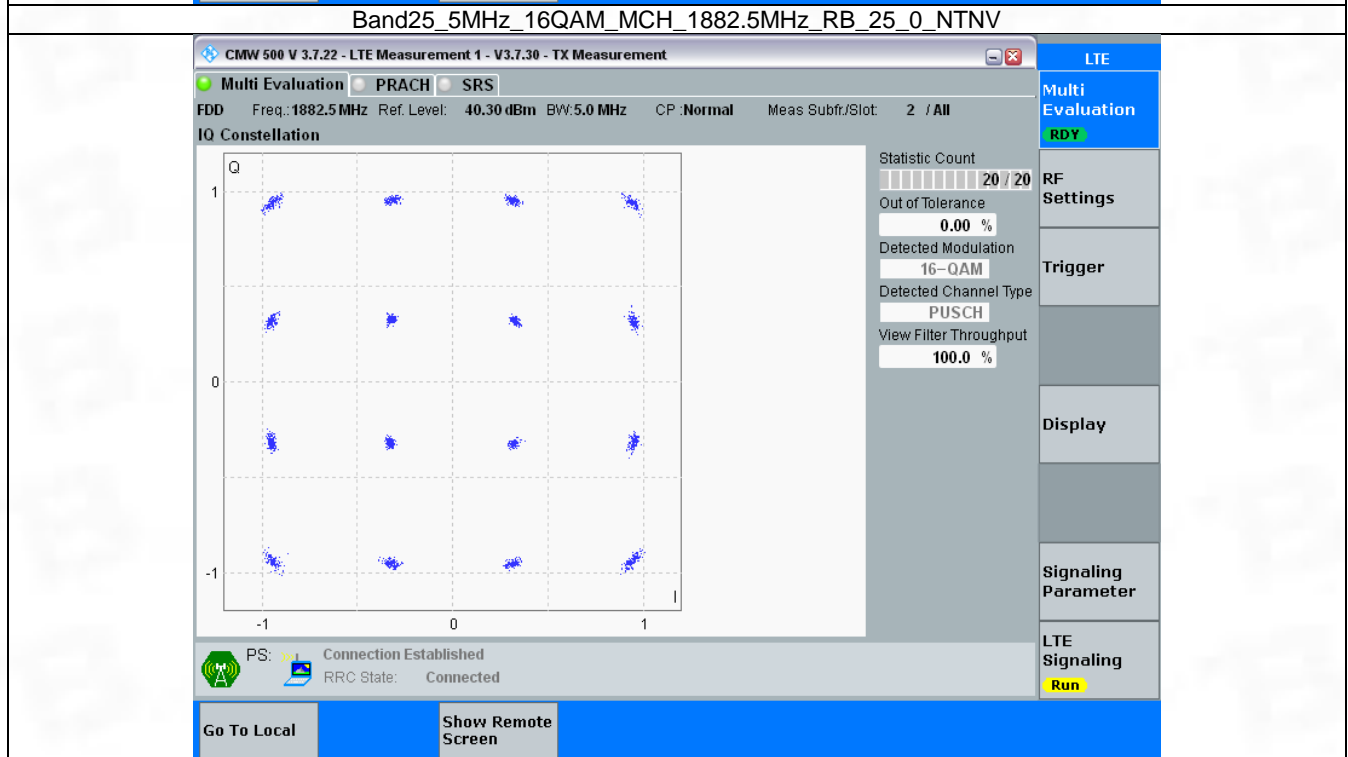 Band25_5MHz_16QAM_MCH_1882.5MHz_RB_25_0_NTNV
CMW 500 V 3.7.22 - LTE Measurement 1 - V3.7.30 - TX Measurement
LTE
Multi Evaluation PRACH SRS
Multi
Evaluation
RDY
FDD Freq.:1882.5 MHz Ref. Level: 40.30 dBm BW:5.0 MHz CP :Normal Meas Subfr./Slot: 2 / All
IQ Constellation
Q
1
0
-1
I
-1 0 1
Statistic Count
20 / 20
Out of Tolerance
0.00 %
Detected Modulation
16-QAM
Detected Channel Type
PUSCH
View Filter Throughput
100.0 %
RF
Settings
Trigger
Display
Signaling
Parameter
LTE
Signaling
Run
PS: Connection Established
RRC State: Connected
Go To Local
Show Remote
Screen